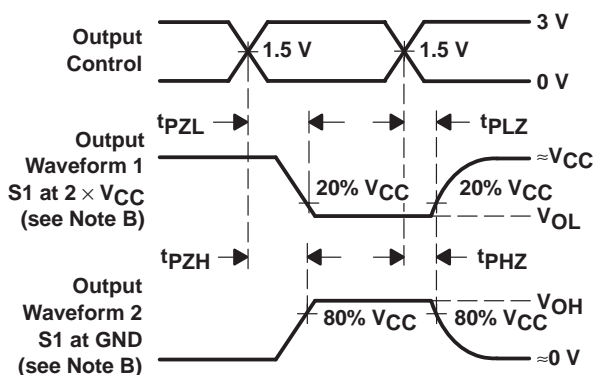 Output
Control
1.5 V
1.5 V
3 V
0 V
tPZL
tPLZ
Output
Waveform 1
S1 at 2 × VCC
(see Note B)
20% VCC
20% VCC
≈VCC
VOL
tPZH
tPHZ
Output
Waveform 2
S1 at GND
(see Note B)
80% VCC
80% VCC
VOH
≈0 V